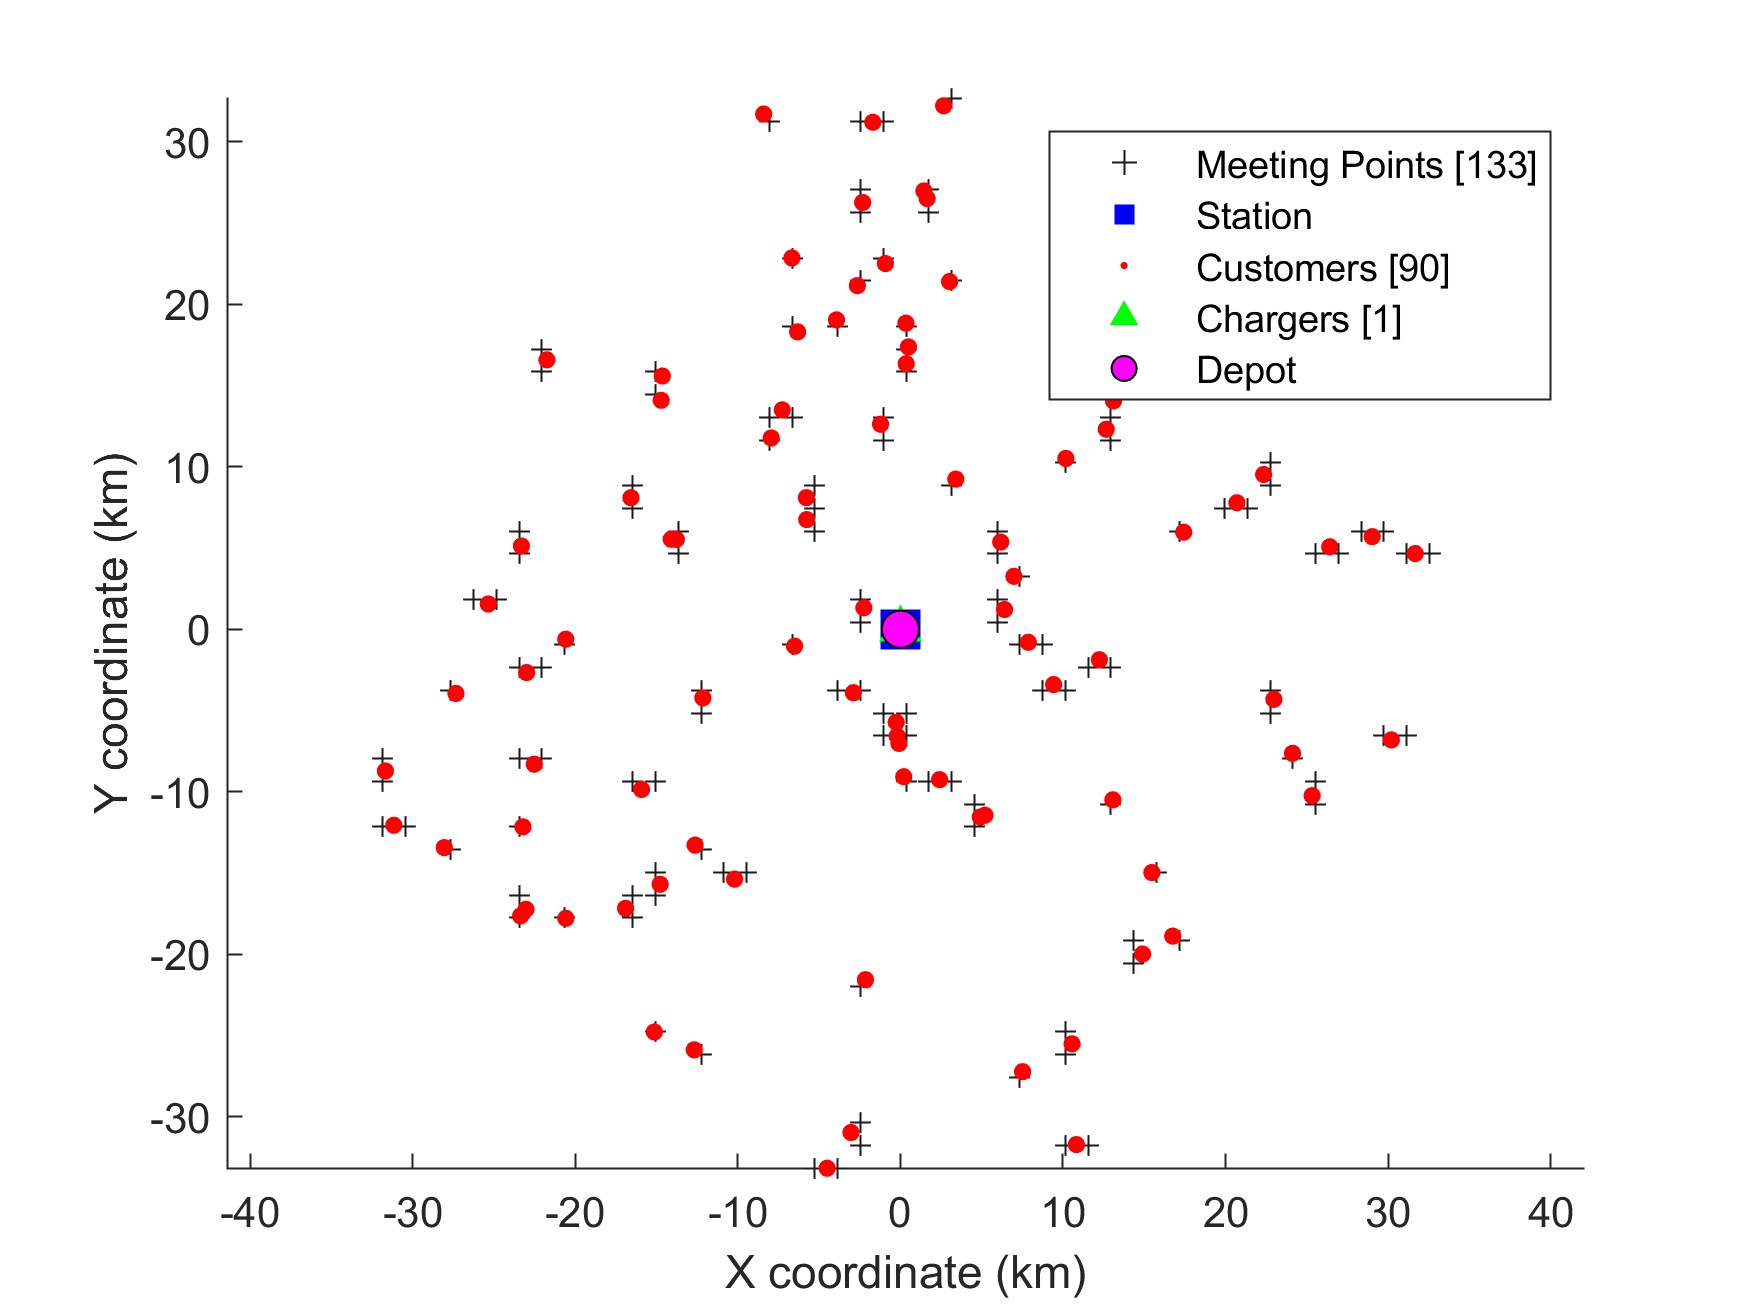 30
20
10
0
-10
-20
-30
Y coordinate (km)
Meeting Points [133]
Station
Customers [90]
Chargers [1]
Depot
-40 -30 -20 -10 0 10 20 30 40
X coordinate (km)